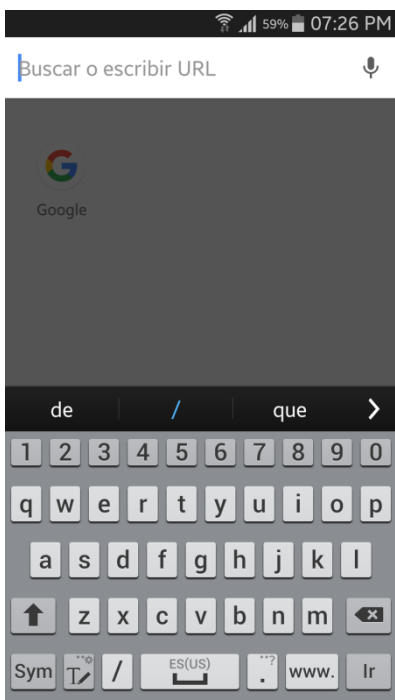 59% 07:26 PM
Buscar o escribir URL
G
Google
de / que
1 2 3 4 5 6 7 8 9 0
q w e r t y u i o p
a s d f g h j k l
z x c v b n m
Sym T / ES(US) . ..? www. Ir